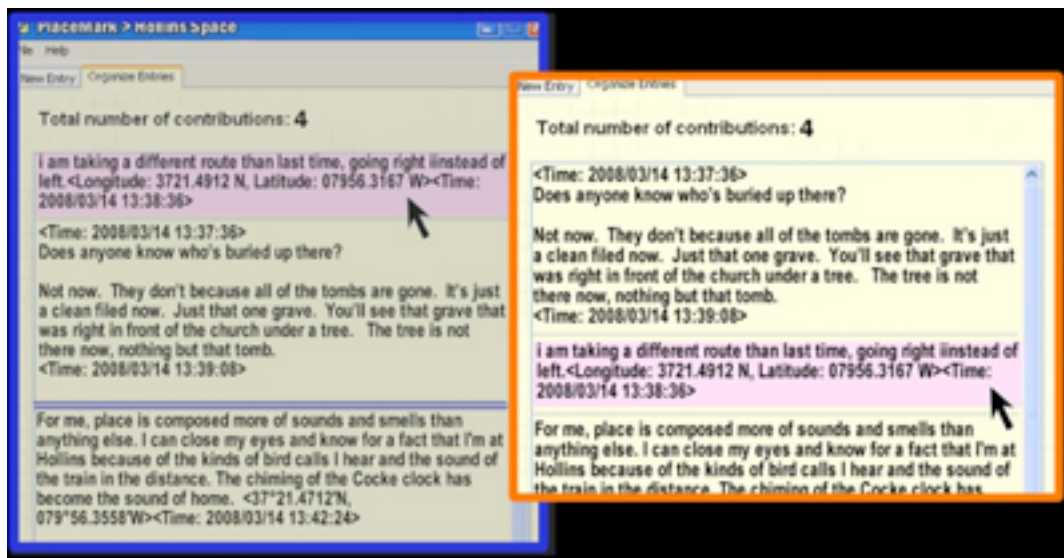 PlaceMark > Hollins Space
File Help
New Entry Organize Entries
Total number of contributions: 4
i am taking a different route than last time, going right iinstead of
left.<Longitude: 3721.4912 N, Latitude: 07956.3167 W><Time:
2008/03/14 13:38:36>
<Time: 2008/03/14 13:37:36>
Does anyone know who's buried up there?
Not now. They don't because all of the tombs are gone. It's just
a clean filed now. Just that one grave. You'll see that grave that
was right in front of the church under a tree. The tree is not
there now, nothing but that tomb.
<Time: 2008/03/14 13:39:08>
For me, place is composed more of sounds and smells than
anything else. I can close my eyes and know for a fact that I'm at
Hollins because of the kinds of bird calls I hear and the sound of
the train in the distance. The chiming of the Cocke clock has
become the sound of home. <37°21.4712'N,
079°56.3558'W><Time: 2008/03/14 13:42:24>
New Entry Organize Entries
Total number of contributions: 4
<Time: 2008/03/14 13:37:36>
Does anyone know who's buried up there?
Not now. They don't because all of the tombs are gone. It's just
a clean filed now. Just that one grave. You'll see that grave that
was right in front of the church under a tree. The tree is not
there now, nothing but that tomb.
<Time: 2008/03/14 13:39:08>
i am taking a different route than last time, going right iinstead of
left.<Longitude: 3721.4912 N, Latitude: 07956.3167 W><Time:
2008/03/14 13:38:36>
For me, place is composed more of sounds and smells than
anything else. I can close my eyes and know for a fact that I'm at
Hollins because of the kinds of bird calls I hear and the sound of
the train in the distance. The chiming of the Cocke clock has